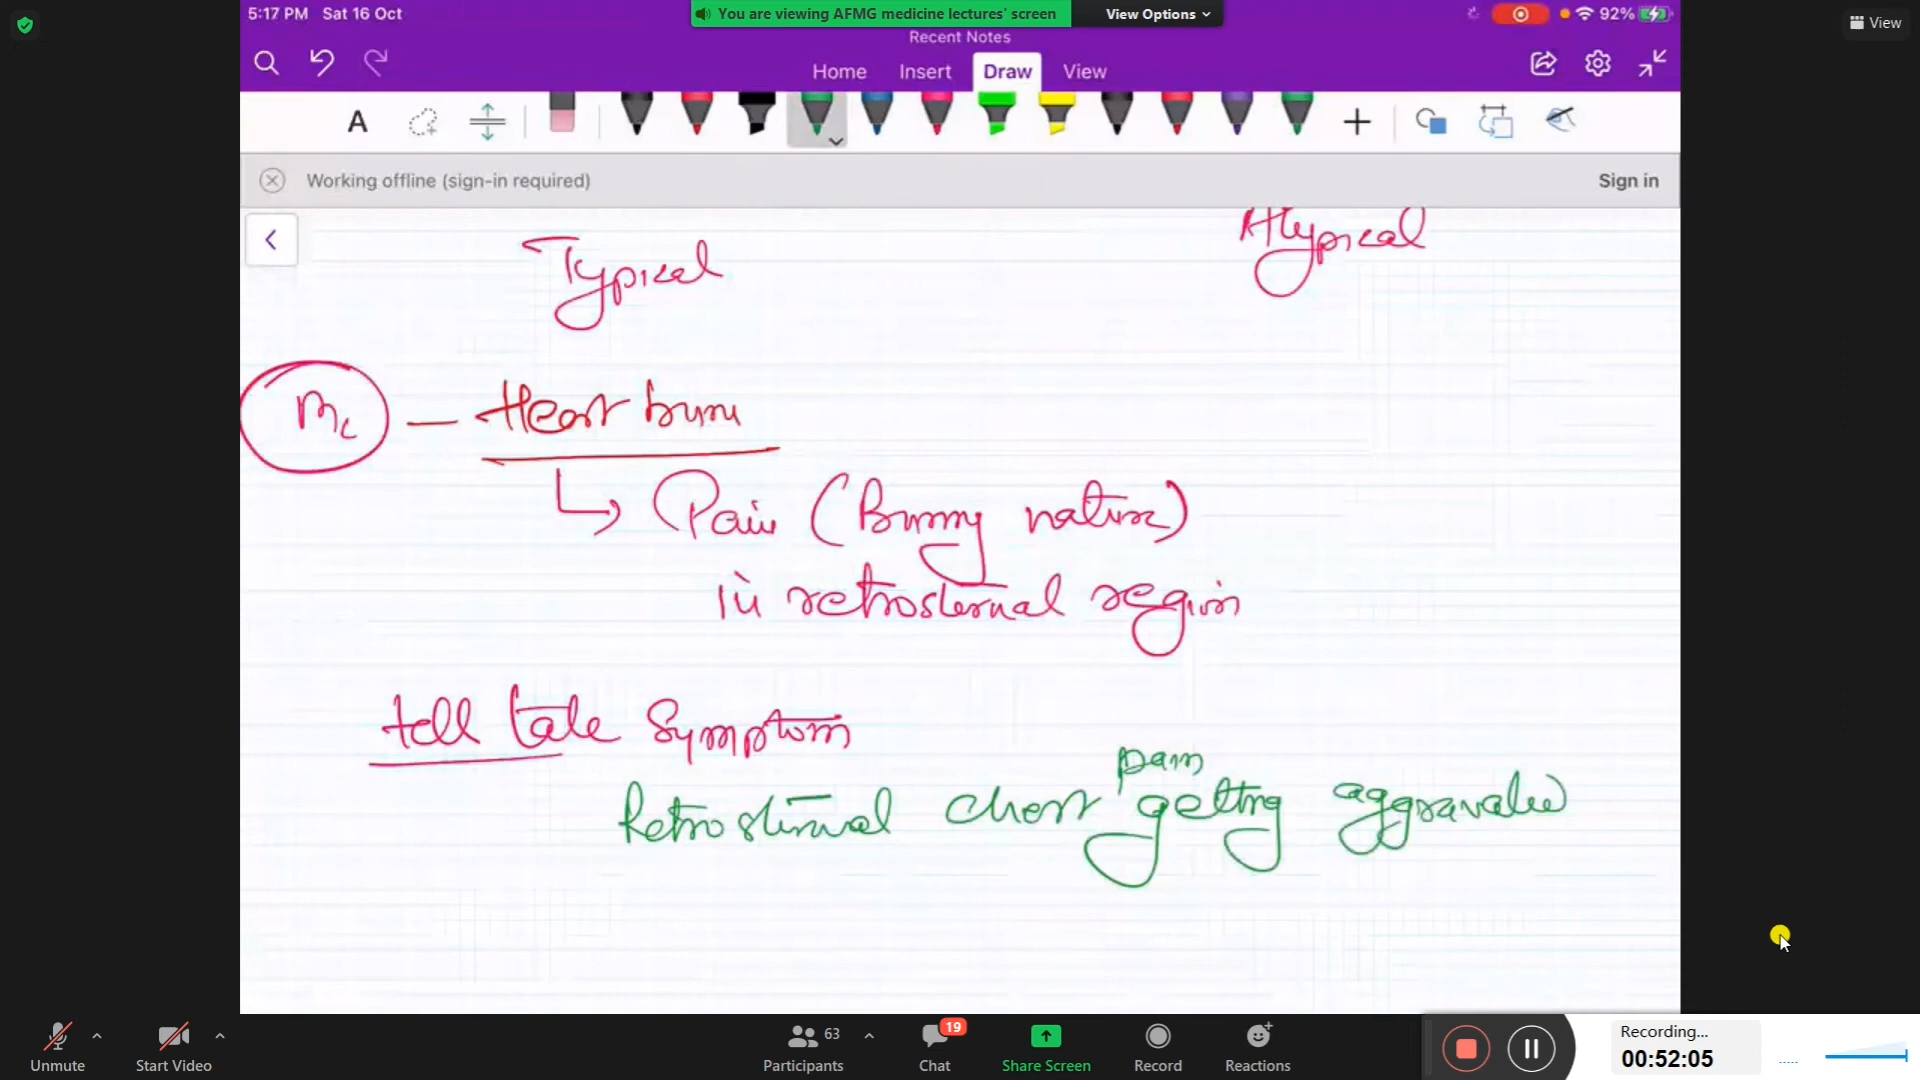 5:17 PM Sat 16 Oct
You are viewing AFMG medicine lectures' screen
View Options
92%
View
Recent Notes
Home Insert Draw View
A
Working offline (sign-in required)
Sign in
Typical
Atypical
Mc — Heart burn
Pain (Burning nature)
in retrosternal region
tell tale Symptom
pain
Retrosternal chest getting aggravated
Unmute
Start Video
63
Participants
19
Chat
Share Screen
Record
Reactions
Recording...
00:52:05